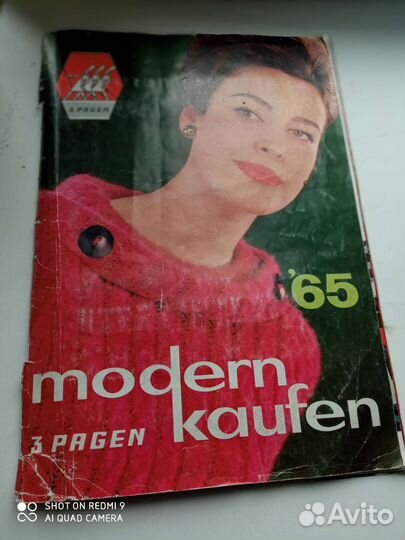 3 PAGEN
'65
modern
kaufen
3 PAGEN
SHOT ON REDMI 9
AI QUAD CAMERA
Avito